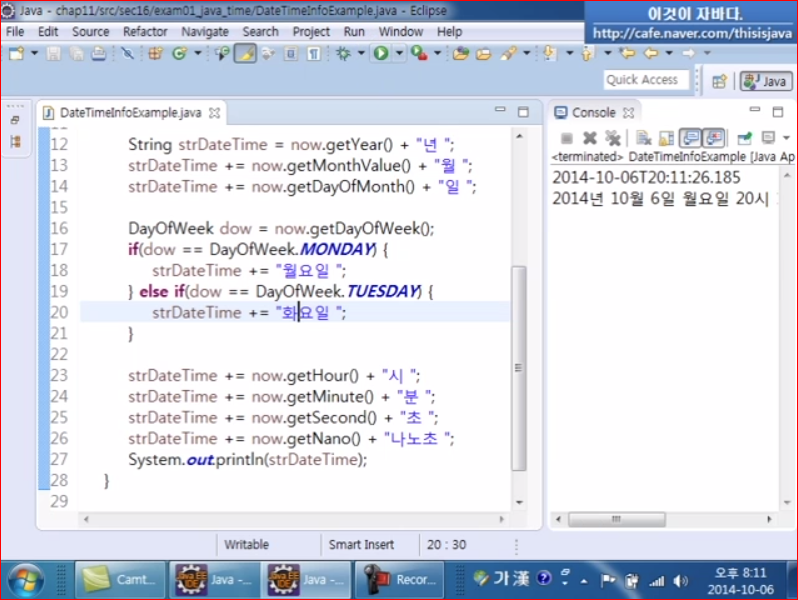 Java - chap11/src/sec16/exam01_java_time/DateTimeInfoExample.java - Eclipse
이것이 자바다.
http://cafe.naver.com/thisisjava
File Edit Source Refactor Navigate Search Project Run Window Help
Quick Access
Java
DateTimeInfoExample.java
12 String strDateTime = now.getYear() + "년 ";
13 strDateTime += now.getMonthValue() + "월 ";
14 strDateTime += now.getDayOfMonth() + "일 ";
15
16 DayOfWeek dow = now.getDayOfWeek();
17 if(dow == DayOfWeek.MONDAY) {
18 strDateTime += "월요일 ";
19 } else if(dow == DayOfWeek.TUESDAY) {
20 strDateTime += "화요일 ";
21 }
22
23 strDateTime += now.getHour() + "시 ";
24 strDateTime += now.getMinute() + "분 ";
25 strDateTime += now.getSecond() + "초 ";
26 strDateTime += now.getNano() + "나노초 ";
27 System.out.println(strDateTime);
28 }
29
Console
<terminated> DateTimeInfoExample [Java Ap
2014-10-06T20:11:26.185
2014년 10월 6일 월요일 20시
Writable Smart Insert 20 : 30
Camt... Java -... Java -... Recor...
가 漢
오후 8:11
2014-10-06